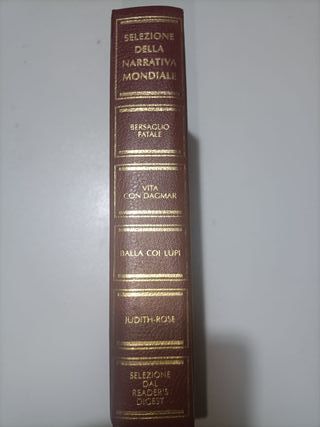 SELEZIONE
DELLA
NARRATIVA
MONDIALE
BERSAGLIO
FATALE
VITA
CON DAGMAR
BALLA COI LUPI
JUDITH-ROSE
SELEZIONE
DAL
READER'S
DIGEST